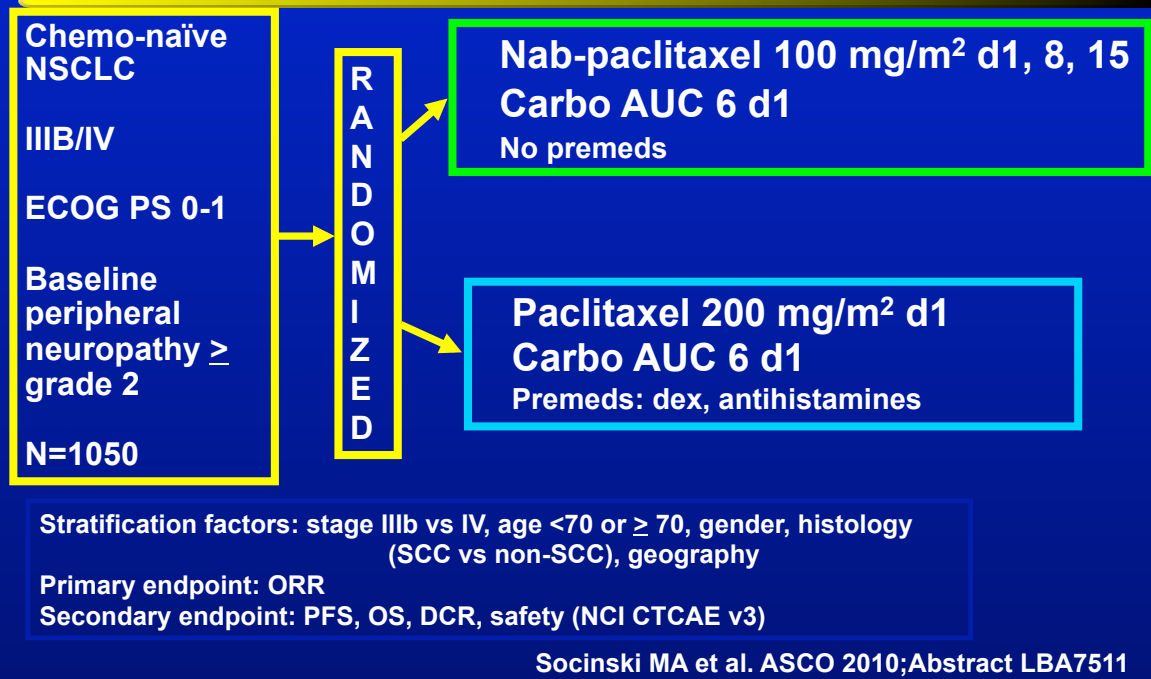 Chemo-naïve
NSCLC
IIIB/IV
ECOG PS 0-1
Baseline
peripheral
neuropathy ≥
grade 2
N=1050
R
A
N
D
O
M
I
Z
E
D
Nab-paclitaxel 100 mg/m² d1, 8, 15
Carbo AUC 6 d1
No premeds
Paclitaxel 200 mg/m² d1
Carbo AUC 6 d1
Premeds: dex, antihistamines
Stratification factors: stage IIIb vs IV, age <70 or ≥ 70, gender, histology
(SCC vs non-SCC), geography
Primary endpoint: ORR
Secondary endpoint: PFS, OS, DCR, safety (NCI CTCAE v3)
Socinski MA et al. ASCO 2010;Abstract LBA7511